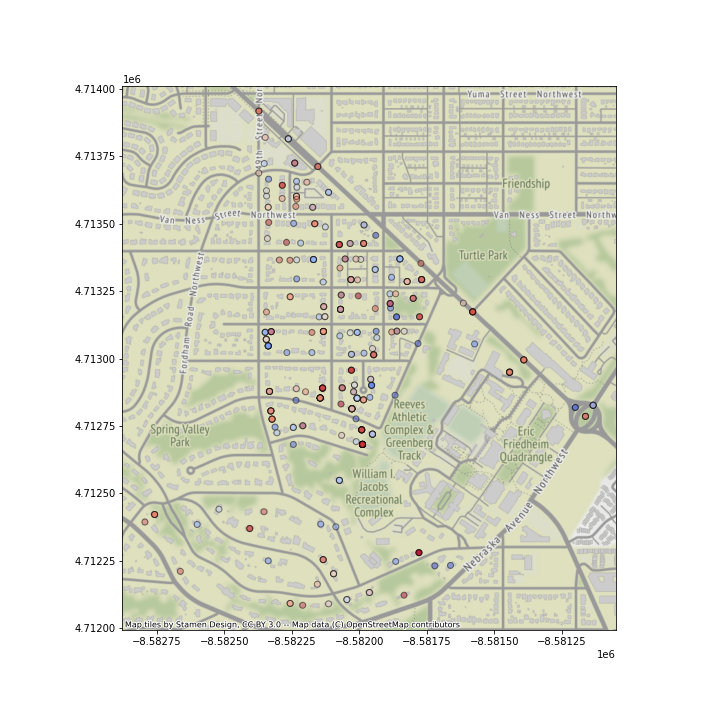 1e6
4.71400
4.71375
4.71350
4.71325
4.71300
4.71275
4.71250
4.71225
4.71200
Yuma Street Northwest
Friendship
Van Ness Street Northwest
Van Ness Street Northw
Turtle Park
Fordham Road Northwest
Spring Valley
Park
Reeves
Athletic
Complex &
Greenberg
Track
Eric
Friedheim
Quadrangle
William I.
Jacobs
Recreational
Complex
Nebraska Avenue Northwest
Map tiles by Stamen Design, CC BY 3.0 -- Map data (C) OpenStreetMap contributors
−8.58275
−8.58250
−8.58225
−8.58200
−8.58175
−8.58150
−8.58125
1e6